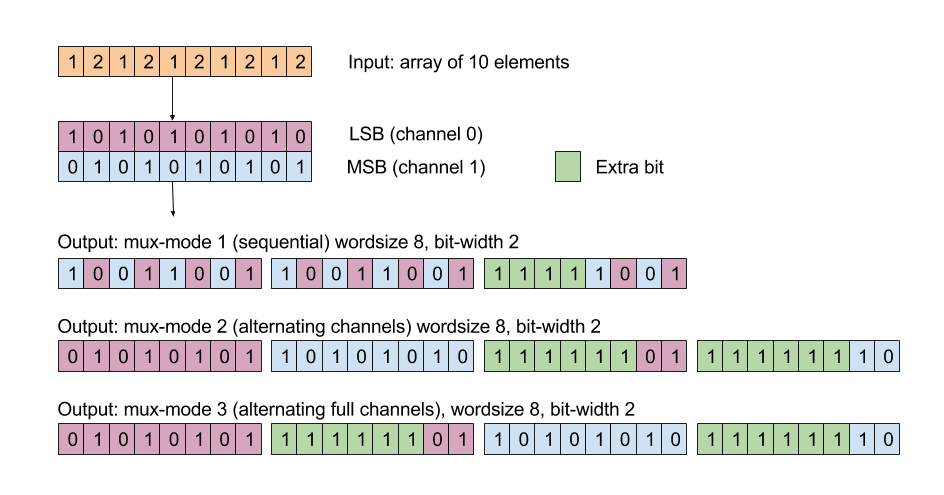 1 2 1 2 1 2 1 2 1 2 Input: array of 10 elements
1 0 1 0 1 0 1 0 1 0 LSB (channel 0)
0 1 0 1 0 1 0 1 0 1 MSB (channel 1) Extra bit
Output: mux-mode 1 (sequential) wordsize 8, bit-width 2
1 0 0 1 1 0 0 1 1 0 0 1 1 0 0 1 1 1 1 1 1 0 0 1
Output: mux-mode 2 (alternating channels) wordsize 8, bit-width 2
0 1 0 1 0 1 0 1 1 0 1 0 1 0 1 0 1 1 1 1 1 1 0 1 1 1 1 1 1 1 1 0
Output: mux-mode 3 (alternating full channels), wordsize 8, bit-width 2
0 1 0 1 0 1 0 1 1 1 1 1 1 1 0 1 1 0 1 0 1 0 1 0 1 1 1 1 1 1 1 0